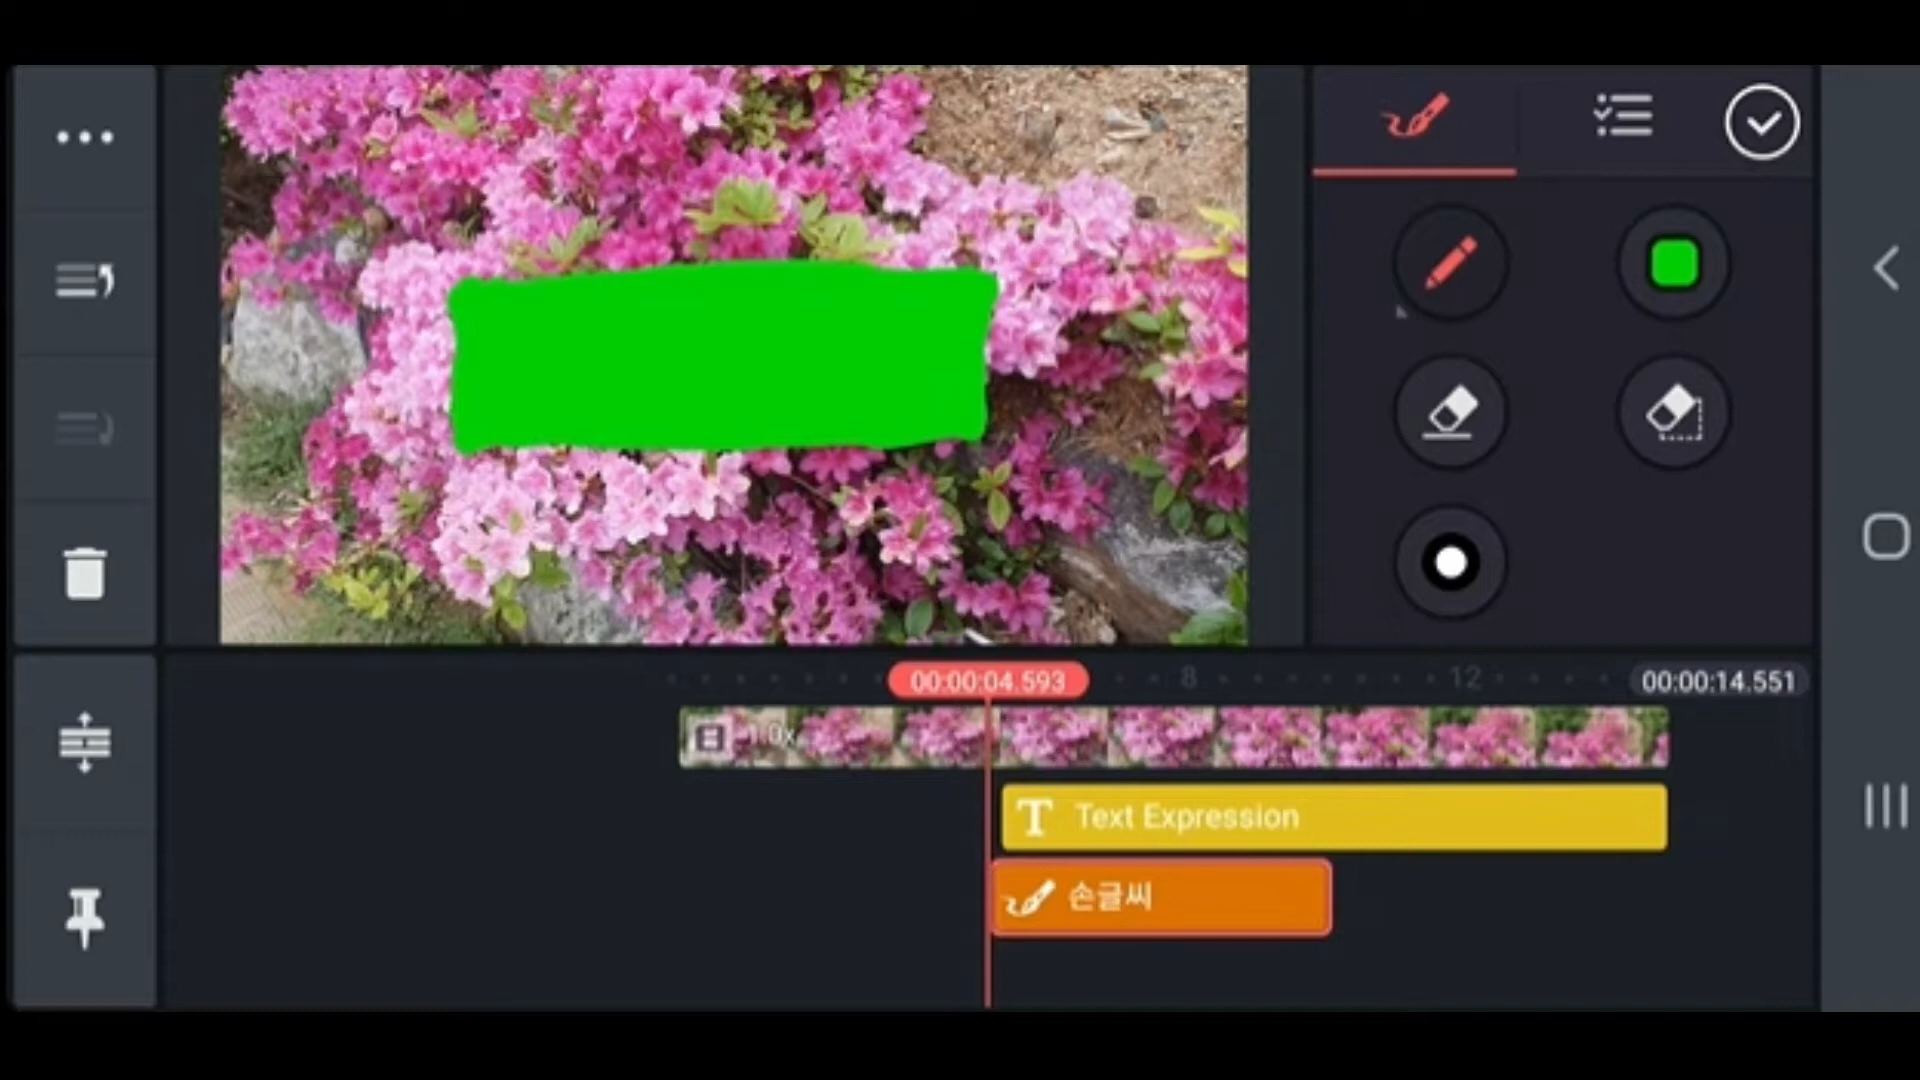 00:00:04.593
8
12
00:00:14.551
1.0x
T Text Expression
손글씨